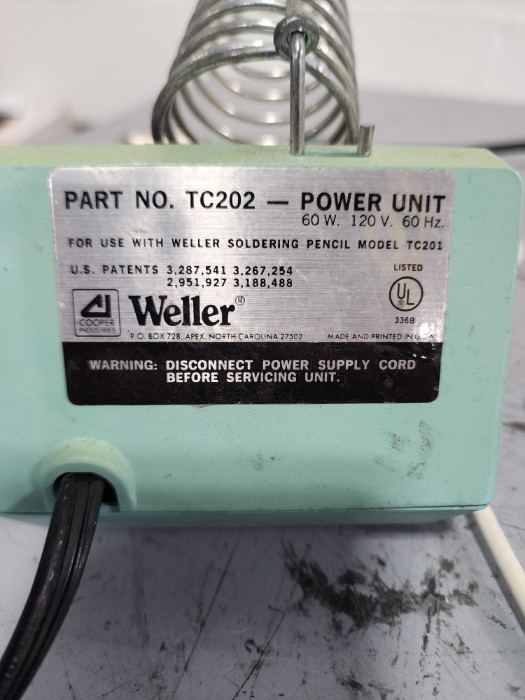 PART NO. TC202 — POWER UNIT
60 W. 120 V. 60 Hz.
FOR USE WITH WELLER SOLDERING PENCIL MODEL TC201
U.S. PATENTS 3,287,541 3,267,254
2,951,927 3,188,488
LISTED
UL
®
336B
COOPER
INDUSTRIES
Weller®
P.O. BOX 728, APEX, NORTH CAROLINA 27502
MADE AND PRINTED IN U.S.A.
WARNING: DISCONNECT POWER SUPPLY CORD
BEFORE SERVICING UNIT.